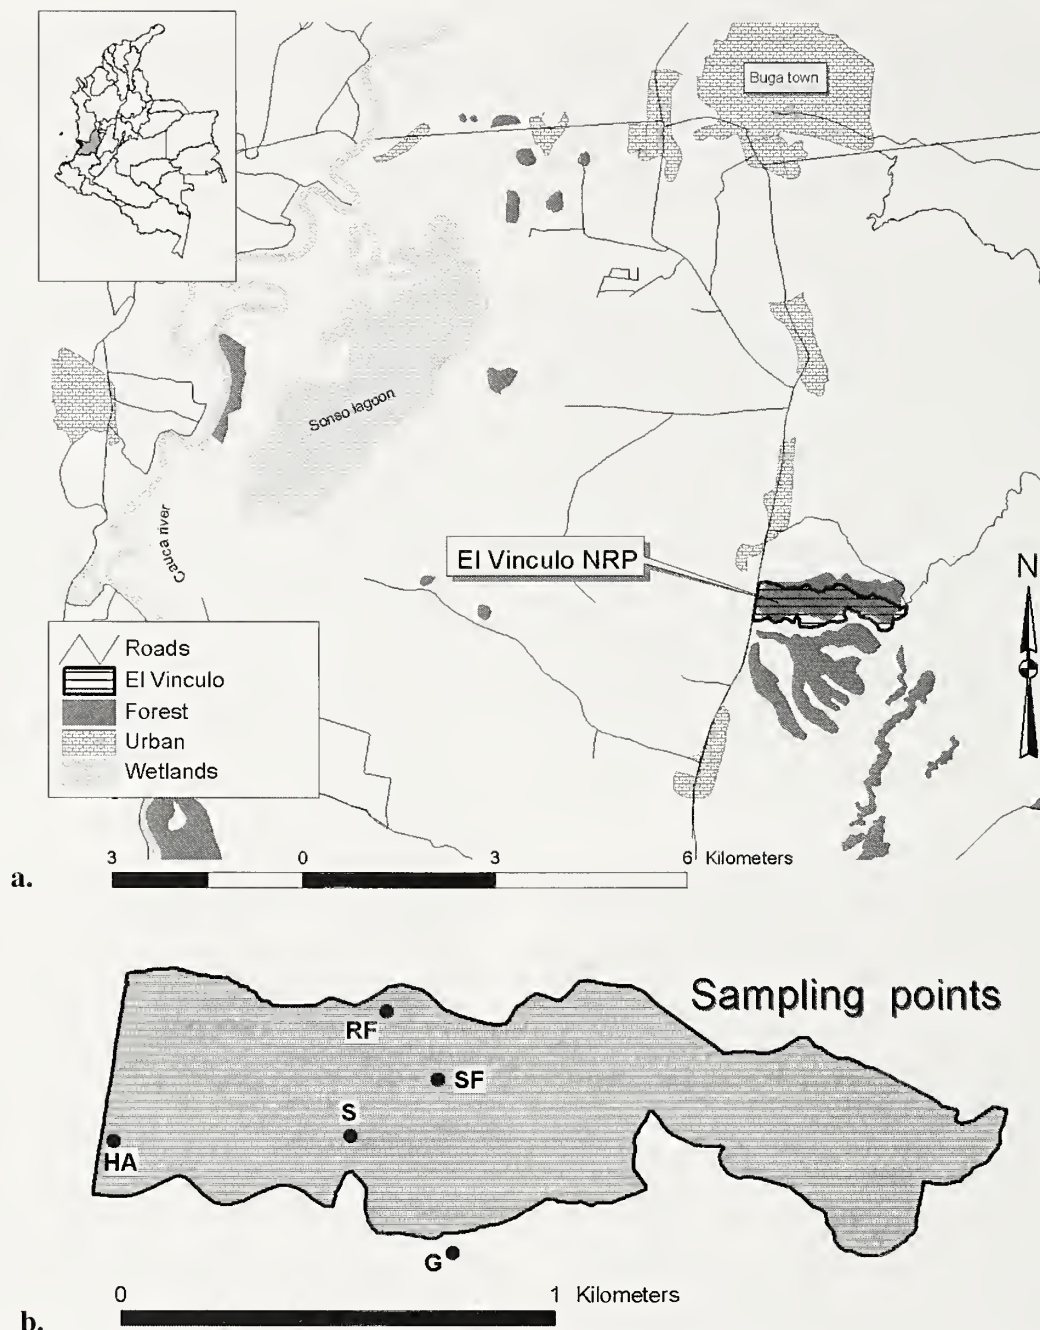 Buga town
Sonso lagoon
Cauca river
El Vinculo NRP
N
Roads
El Vinculo
Forest
Urban
Wetlands
3 0 3 6 Kilometers
a.
Sampling points
RF
SF
S
HA
G
0 1 Kilometers
b.